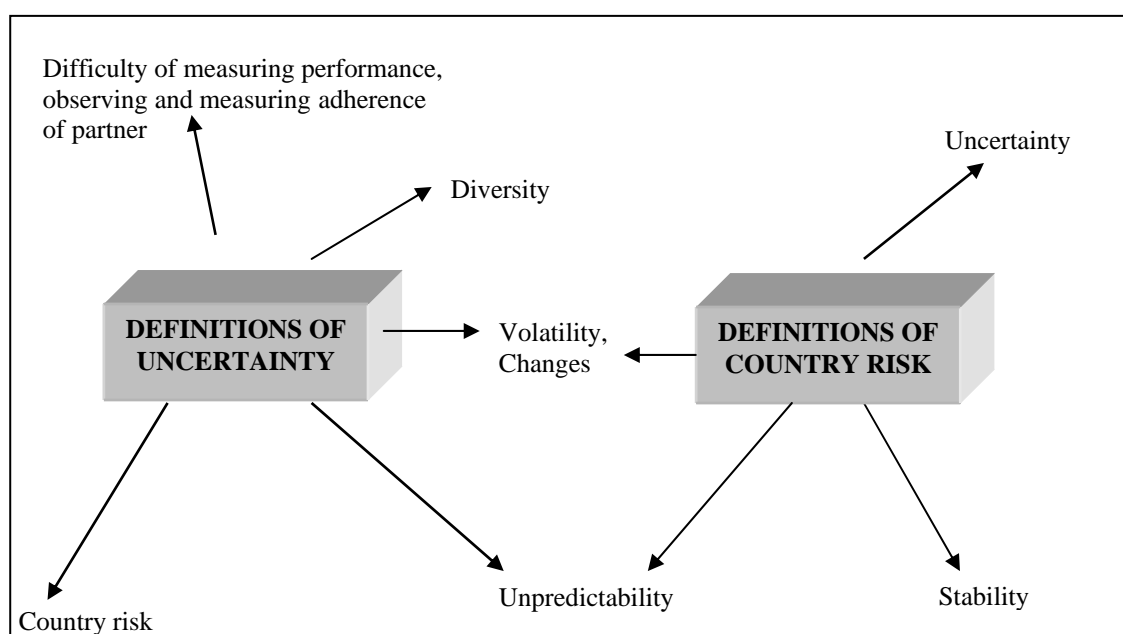 Difficulty of measuring performance,
observing and measuring adherence
of partner
Uncertainty
Diversity
DEFINITIONS OF
UNCERTAINTY
Volatility,
Changes
DEFINITIONS OF
COUNTRY RISK
Country risk
Unpredictability
Stability